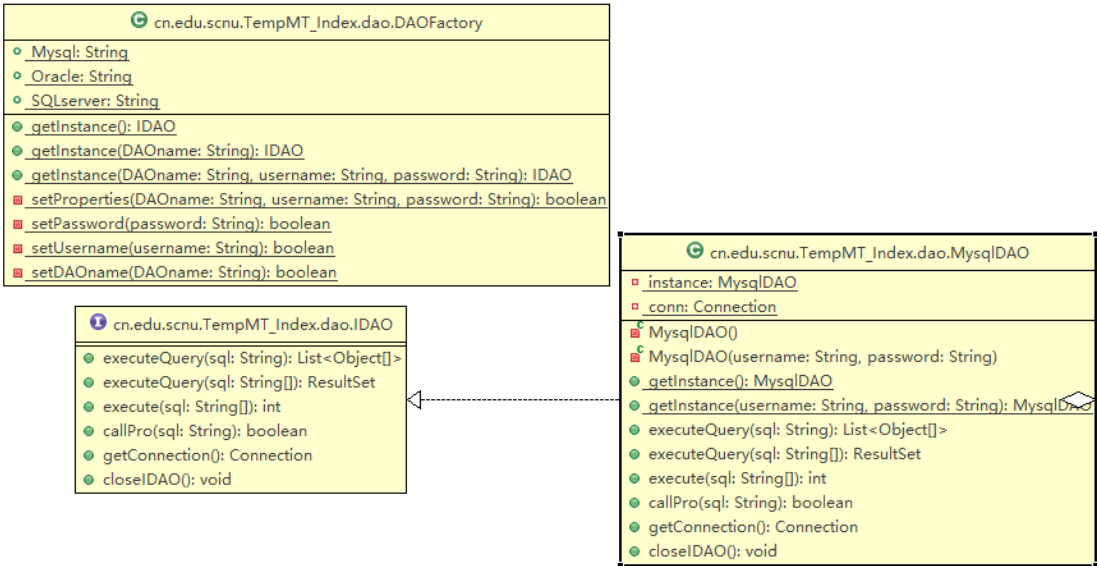 C cn.edu.scnu.TempMT_Index.dao.DAOFactory
Mysql: String
Oracle: String
SQLserver: String
getInstance(): IDAO
getInstance(DAOname: String): IDAO
getInstance(DAOname: String, username: String, password: String): IDAO
setProperties(DAOname: String, username: String, password: String): boolean
setPassword(password: String): boolean
setUsername(username: String): boolean
setDAOname(DAOname: String): boolean
I cn.edu.scnu.TempMT_Index.dao.IDAO
executeQuery(sql: String): List<Object[]>
executeQuery(sql: String[]): ResultSet
execute(sql: String[]): int
callPro(sql: String): boolean
getConnection(): Connection
closeIDAO(): void
C cn.edu.scnu.TempMT_Index.dao.MysqlDAO
instance: MysqlDAO
conn: Connection
C MysqlDAO()
C MysqlDAO(username: String, password: String)
getInstance(): MysqlDAO
getInstance(username: String, password: String): MysqlDAO
executeQuery(sql: String): List<Object[]>
executeQuery(sql: String[]): ResultSet
execute(sql: String[]): int
callPro(sql: String): boolean
getConnection(): Connection
closeIDAO(): void